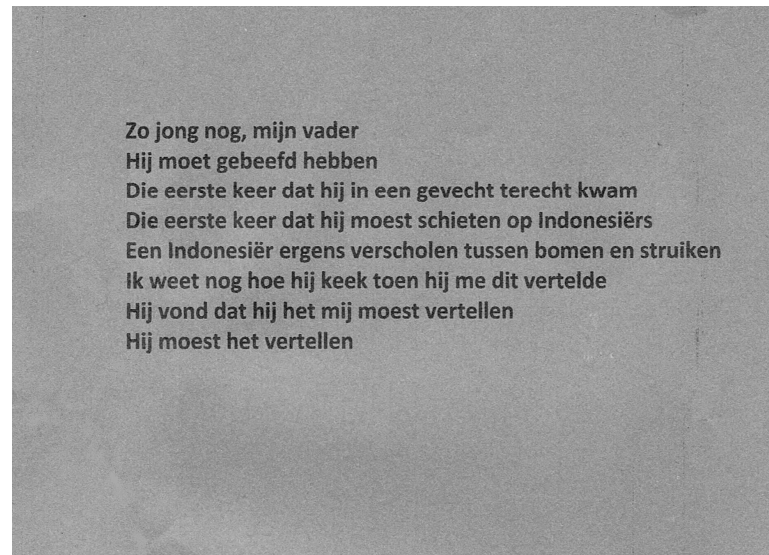 Zo jong nog, mijn vader
Hij moet gebeefd hebben
Die eerste keer dat hij in een gevecht terecht kwam
Die eerste keer dat hij moest schieten op Indonesiërs
Een Indonesiër ergens verscholen tussen bomen en struiken
Ik weet nog hoe hij keek toen hij me dit vertelde
Hij vond dat hij het mij moest vertellen
Hij moest het vertellen